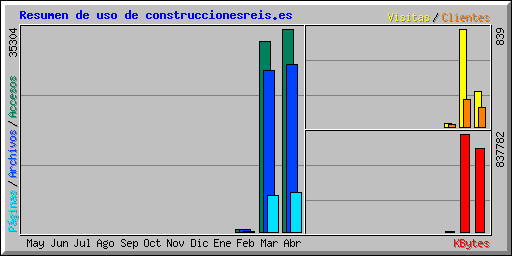 Resumen de uso de construccionesreis.es
Visitas/Clientes
35304
839
Páginas/Archivos/Accesos
837782
May Jun Jul Ago Sep Oct Nov Dic Ene Feb Mar Abr
KBytes